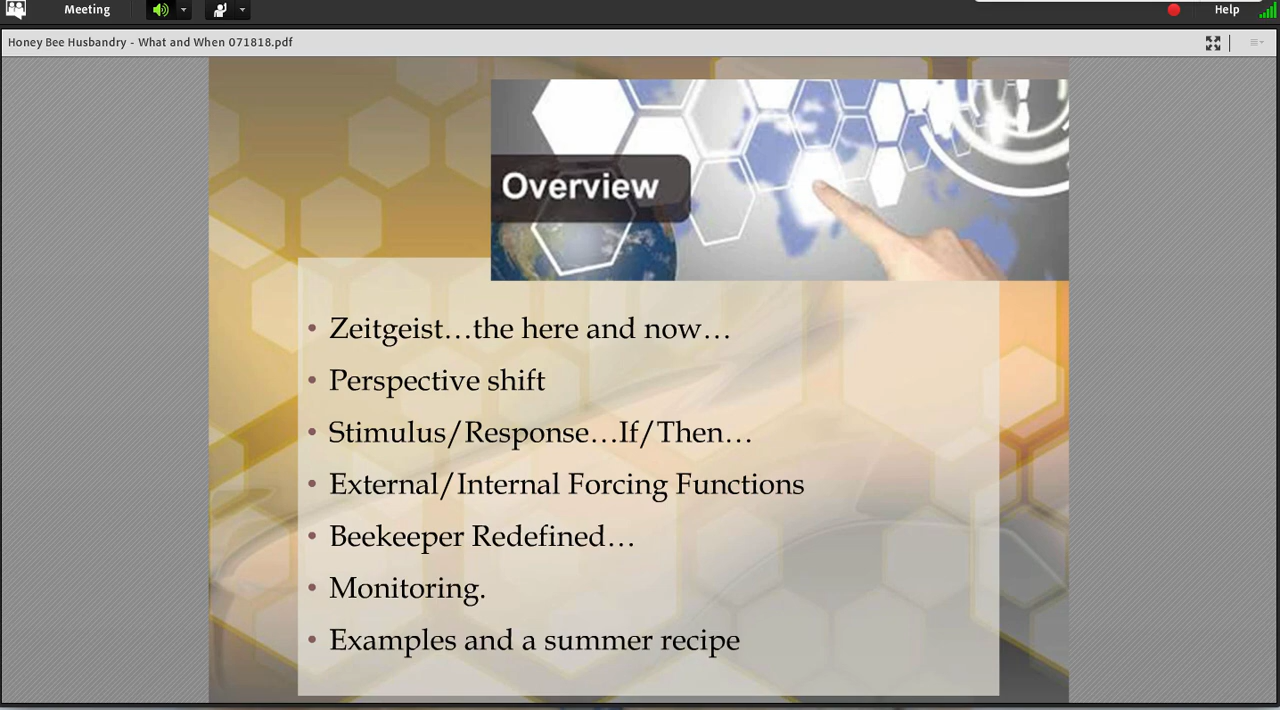 Meeting
Help
Honey Bee Husbandry - What and When 071818.pdf
Overview
• Zeitgeist…the here and now…
• Perspective shift
• Stimulus/Response…If/Then…
• External/Internal Forcing Functions
• Beekeeper Redefined…
• Monitoring.
• Examples and a summer recipe